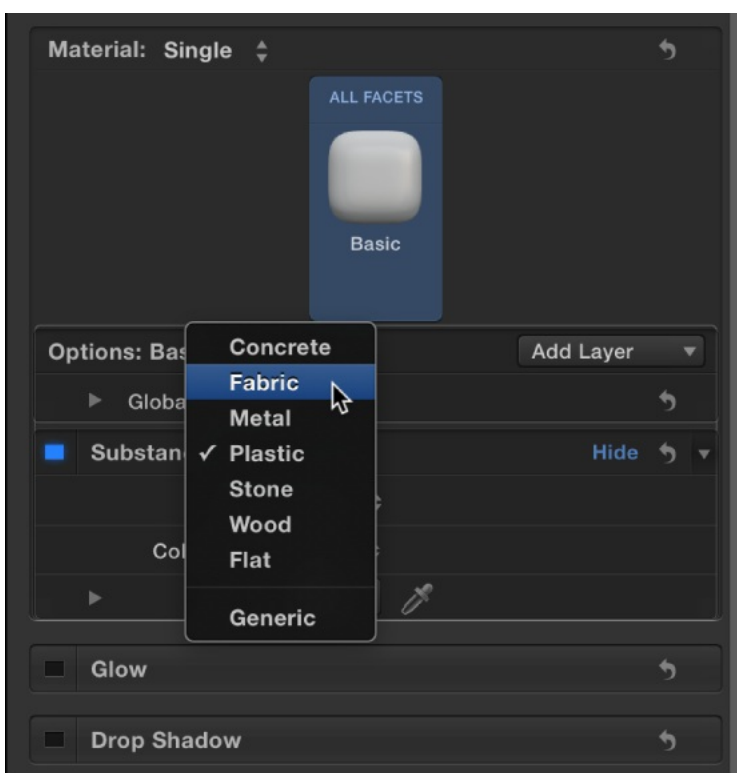 Material: Single
ALL FACETS
Basic
Options: Bas
Add Layer
Globa
Substan
Hide
Col
Concrete
Fabric
Metal
✓ Plastic
Stone
Wood
Flat
Generic
Glow
Drop Shadow